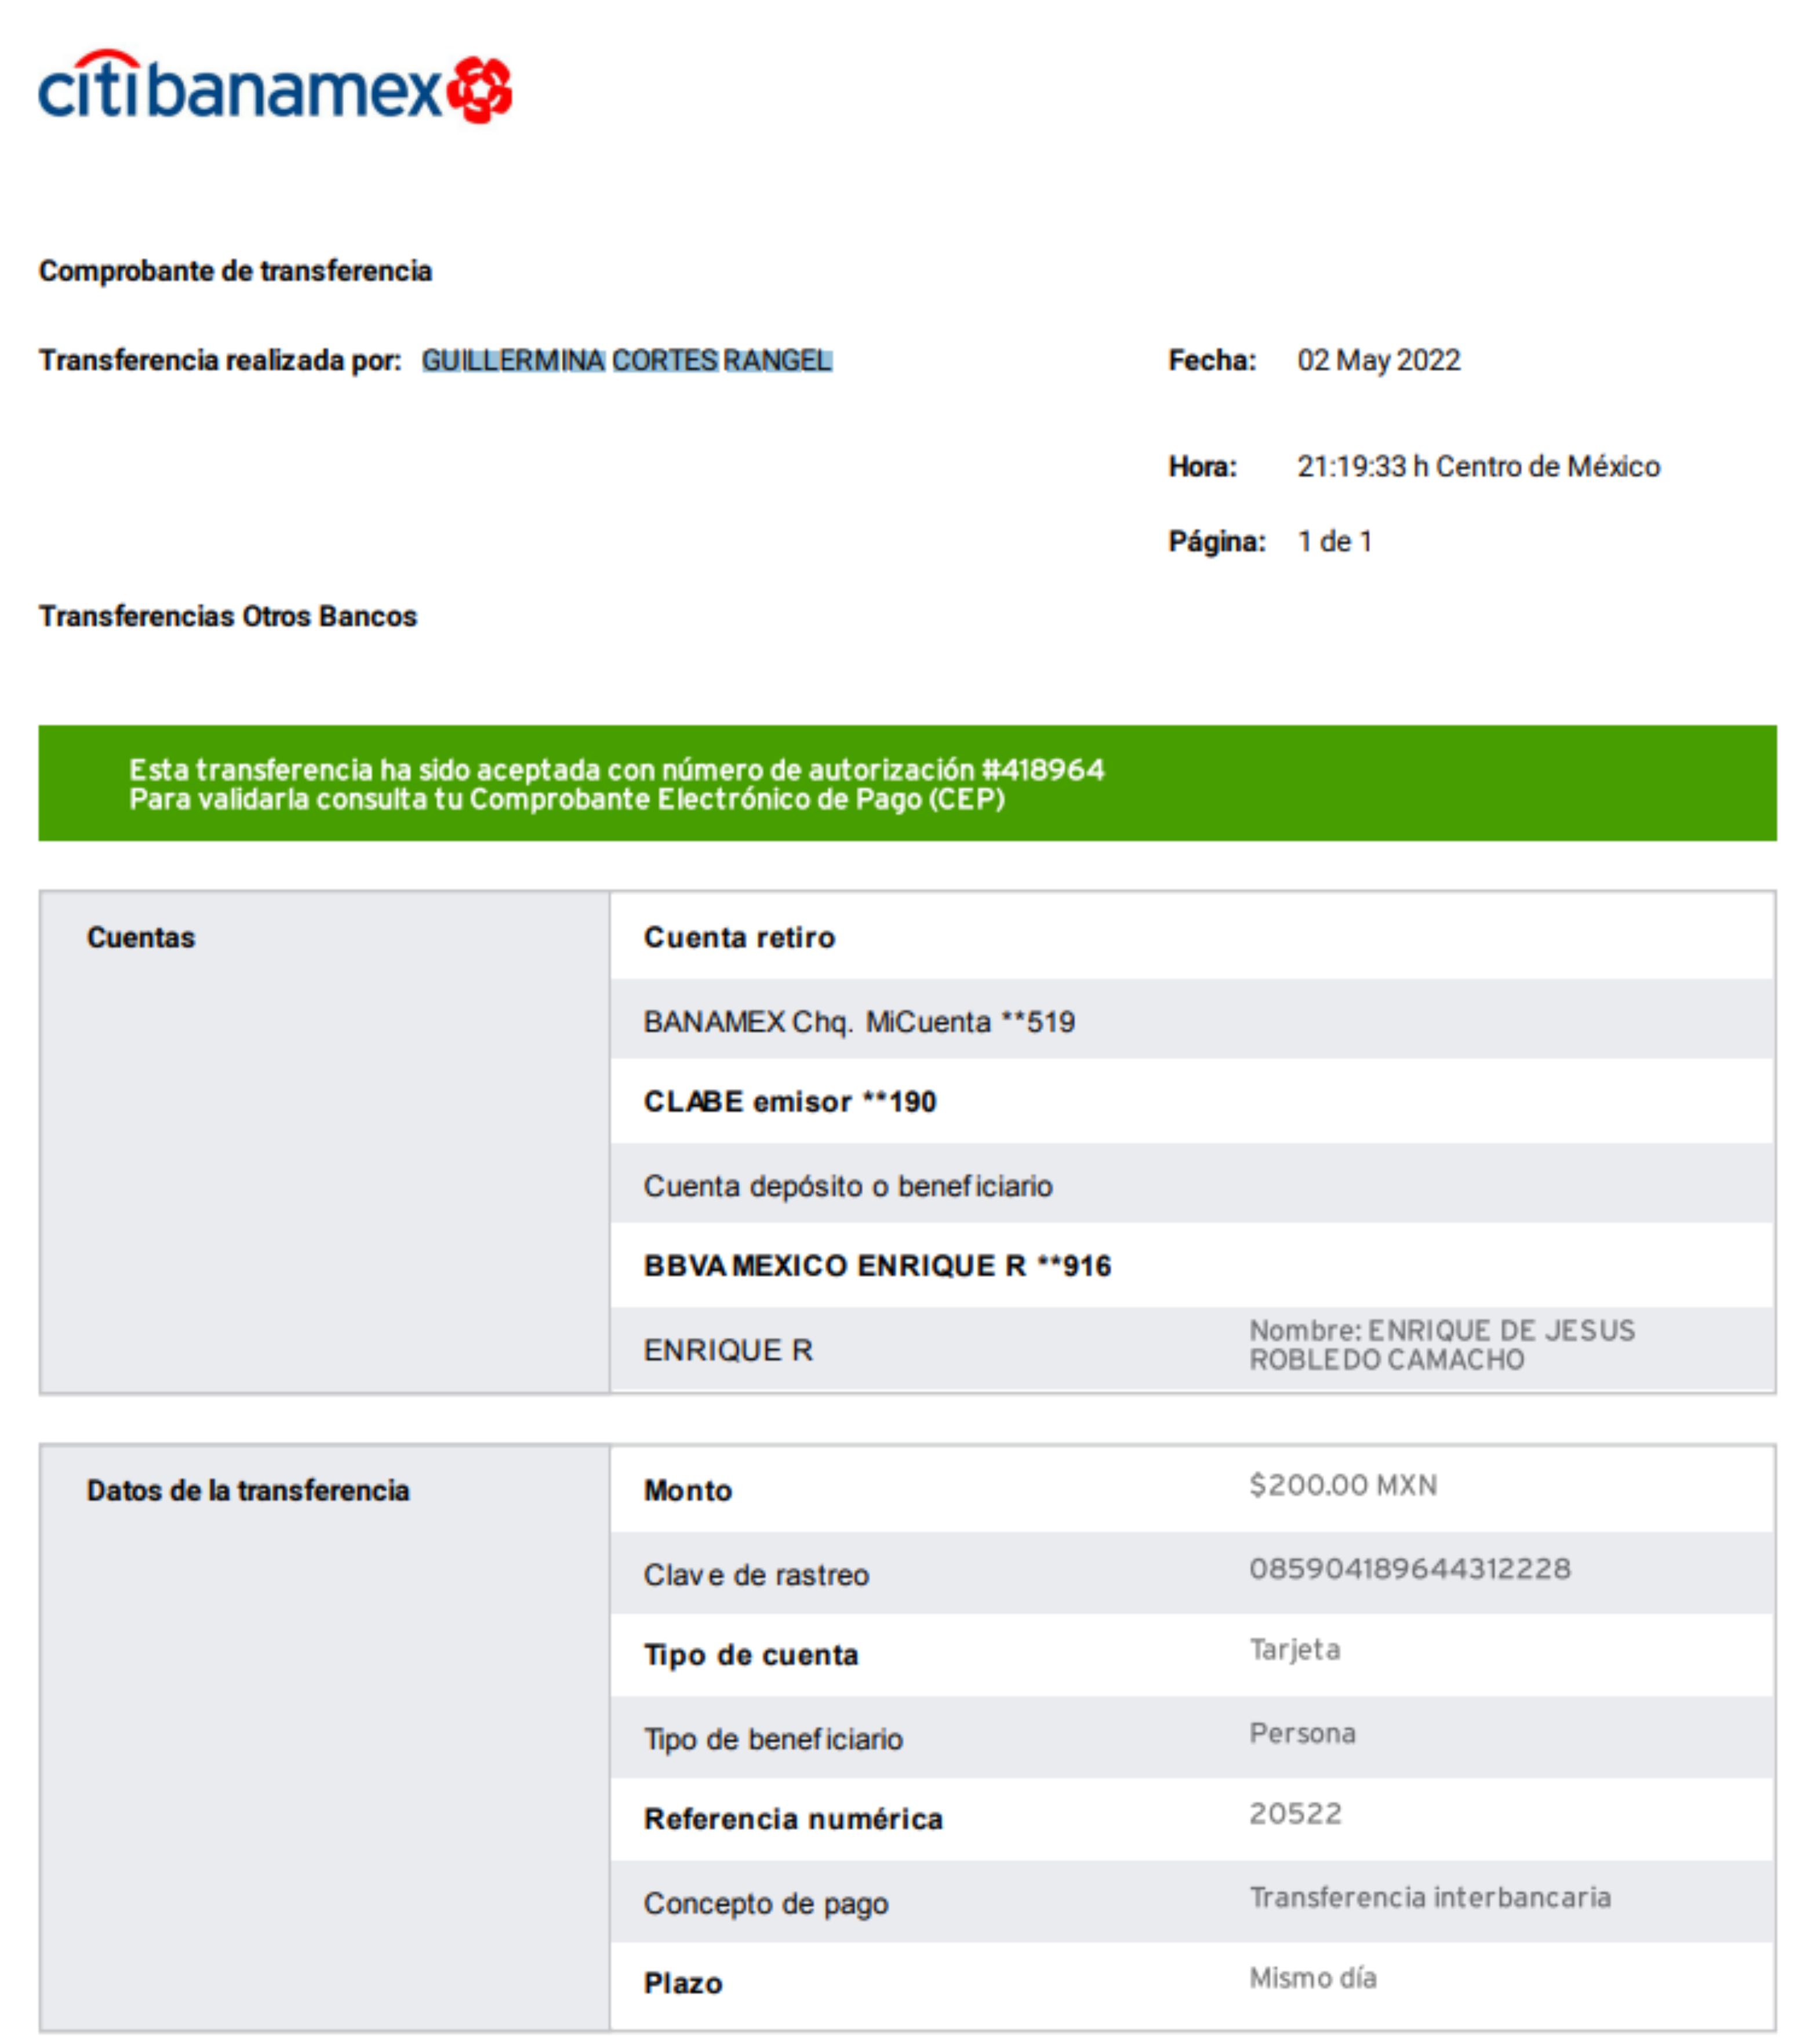 citibanamex
Comprobante de transferencia
Transferencia realizada por: GUILLERMINA CORTES RANGEL
Fecha: 02 May 2022
Hora: 21:19:33 h Centro de México
Página: 1 de 1
Transferencias Otros Bancos
Esta transferencia ha sido aceptada con número de autorización #418964
Para validarla consulta tu Comprobante Electrónico de Pago (CEP)
Cuentas
Cuenta retiro
BANAMEX Chq. MiCuenta **519
CLABE emisor **190
Cuenta depósito o beneficiario
BBVA MEXICO ENRIQUE R **916
ENRIQUE R
Nombre: ENRIQUE DE JESUS
ROBLEDO CAMACHO
Datos de la transferencia
Monto $200.00 MXN
Clave de rastreo 085904189644312228
Tipo de cuenta Tarjeta
Tipo de beneficiario Persona
Referencia numérica 20522
Concepto de pago Transferencia interbancaria
Plazo Mismo día